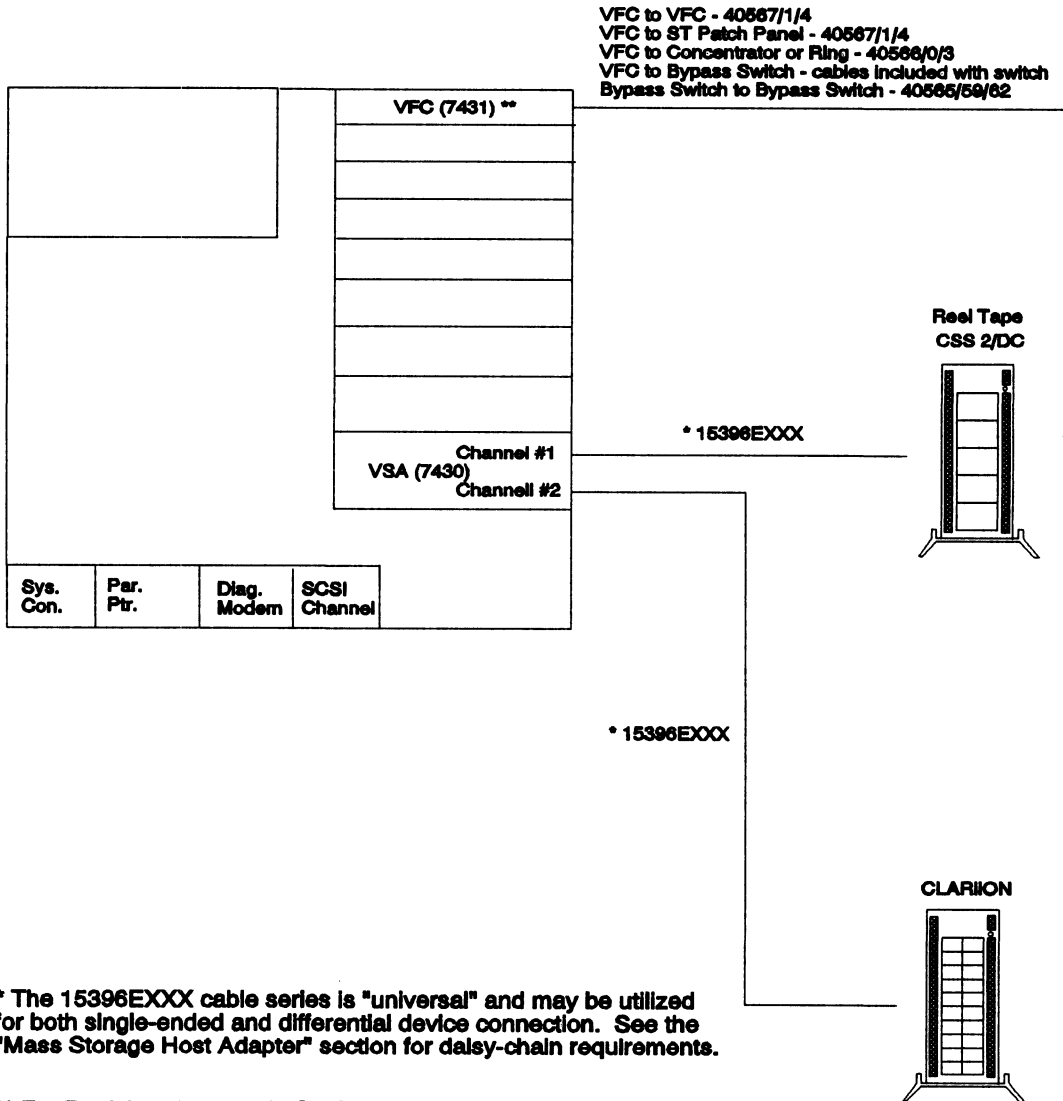 VFC to VFC - 40567/1/4
VFC to ST Patch Panel - 40567/1/4
VFC to Concentrator or Ring - 40566/0/3
VFC to Bypass Switch - cables included with switch
Bypass Switch to Bypass Switch - 40565/59/62
VFC (7431) **
Reel Tape
CSS 2/DC
* 15396EXXX
Channel #1
VSA (7430)
Channell #2
Sys. Con.
Par. Ptr.
Diag. Modem
SCSI Channel
* 15396EXXX
CLARIION
* The 15396EXXX cable series is "universal" and may be utilized
for both single-ended and differential device connection. See the
"Mass Storage Host Adapter" section for daisy-chain requirements.